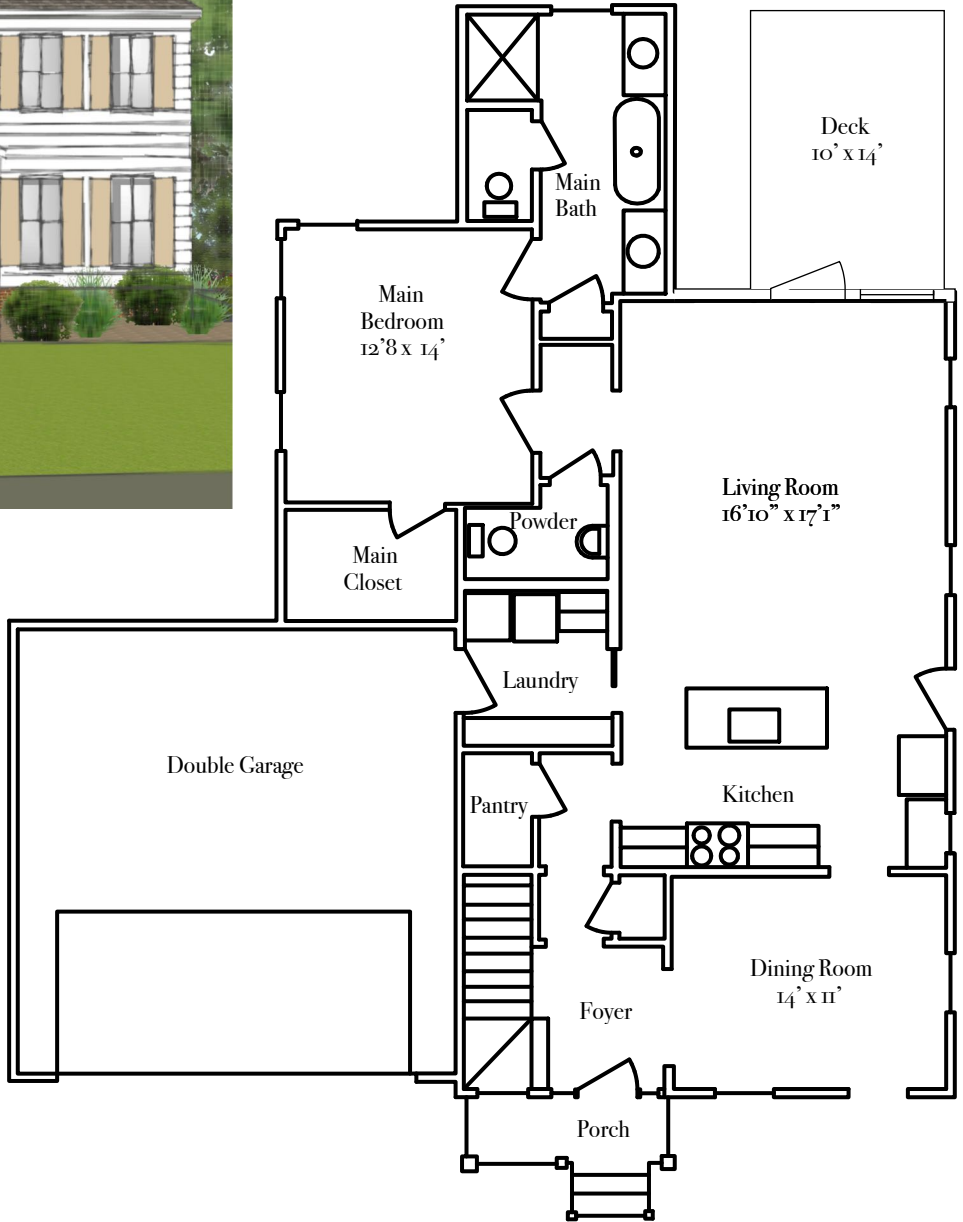 Deck
10’ x 14’
Main
Bath
Main
Bedroom
12’8 x 14’
Living Room
16’10” x 17’1”
Powder
Main
Closet
Laundry
Double Garage
Pantry
Kitchen
Dining Room
14’ x 11’
Foyer
Porch